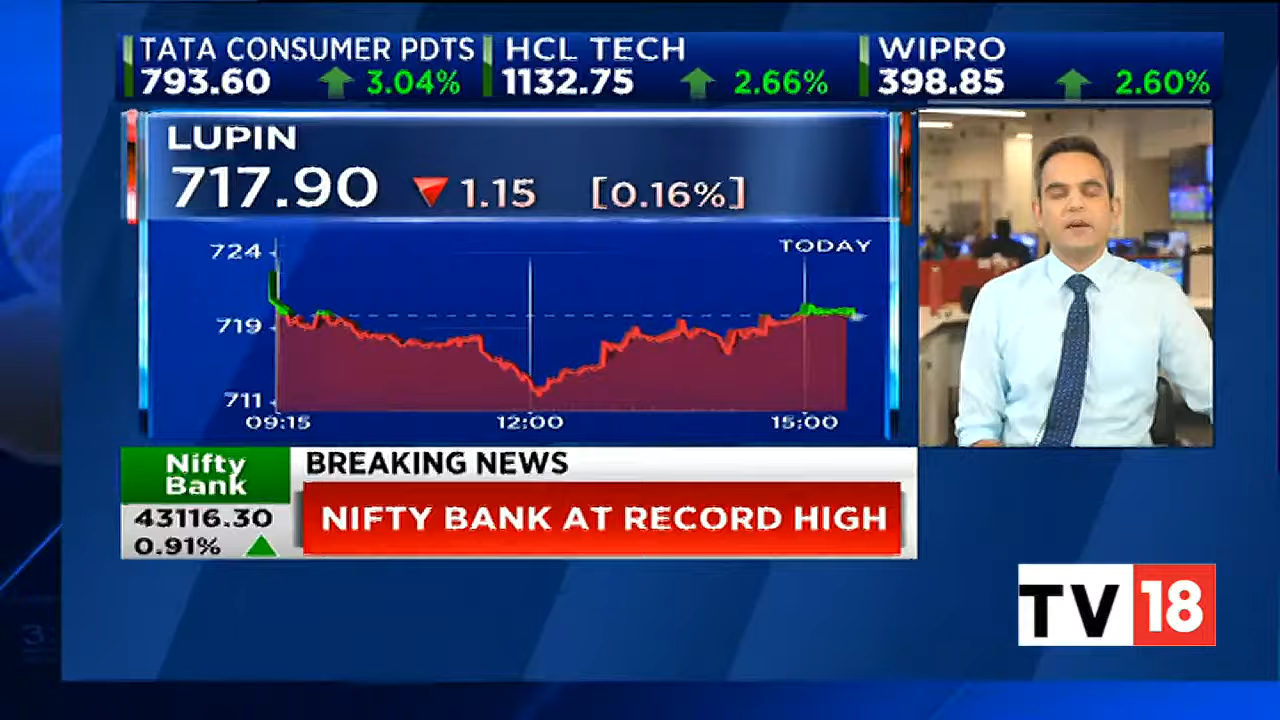 TATA CONSUMER PDTS
793.60 3.04%
HCL TECH
1132.75 2.66%
WIPRO
398.85 2.60%
LUPIN
717.90 1.15 [0.16%]
TODAY
724
719
711
09:15 12:00 15:00
Nifty
Bank
43116.30
0.91%
BREAKING NEWS
NIFTY BANK AT RECORD HIGH
TV 18